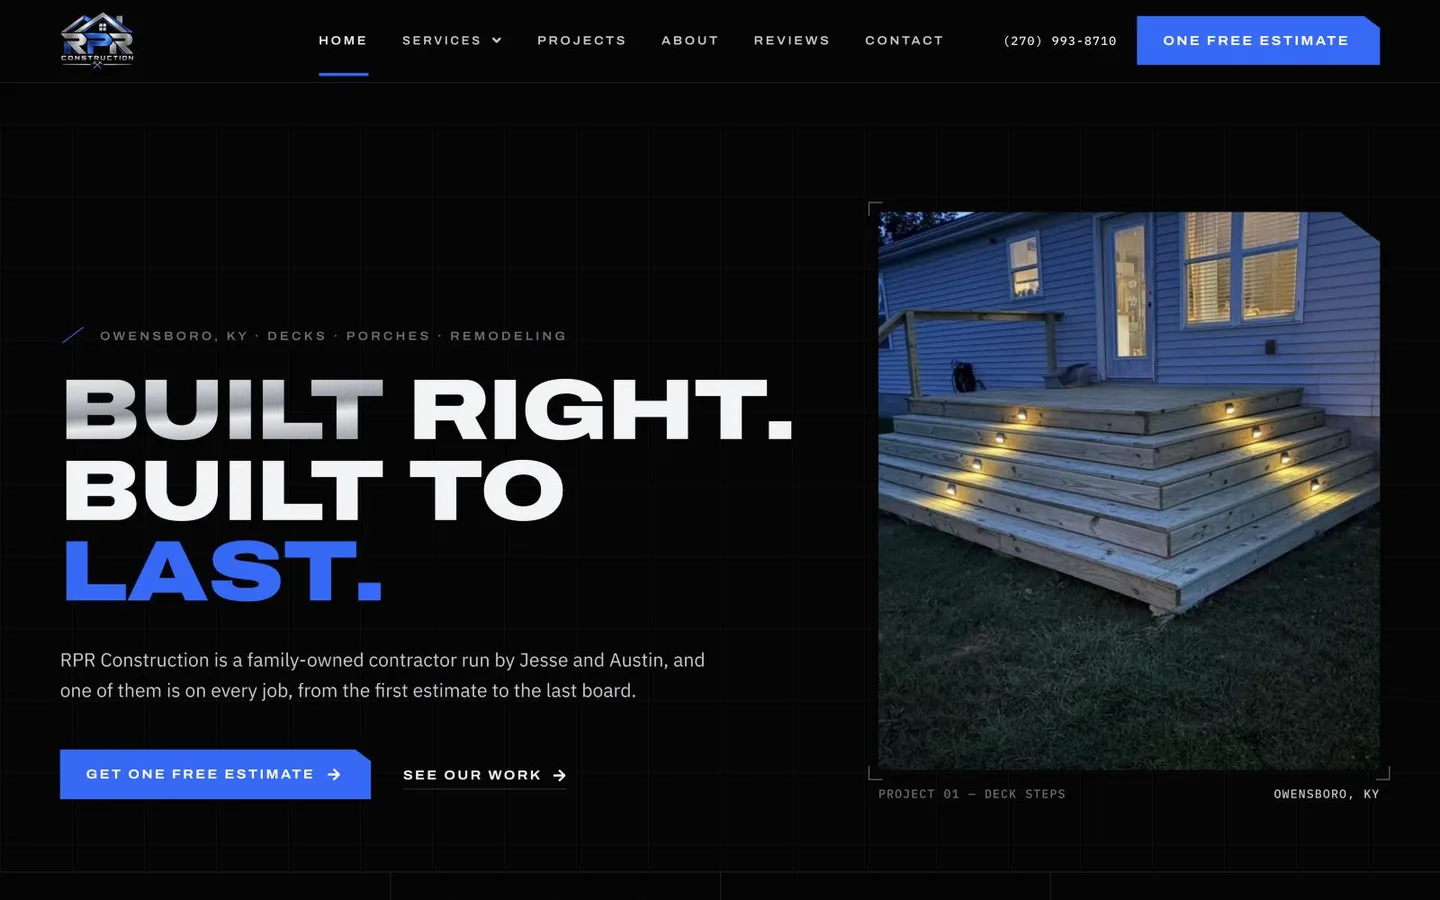 RPR
CONSTRUCTION
HOME
SERVICES
PROJECTS
ABOUT
REVIEWS
CONTACT
(270) 993-8710
ONE FREE ESTIMATE
OWENSBORO, KY · DECKS · PORCHES · REMODELING
BUILT RIGHT.
BUILT TO
LAST.
RPR Construction is a family-owned contractor run by Jesse and Austin, and
one of them is on every job, from the first estimate to the last board.
GET ONE FREE ESTIMATE →
SEE OUR WORK →
PROJECT 01 — DECK STEPS
OWENSBORO, KY